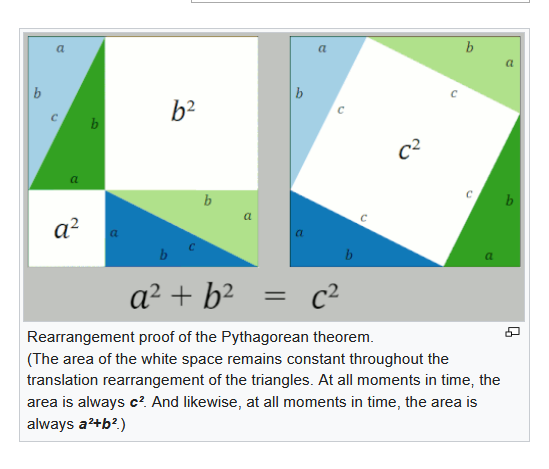 a a b
a
b b
c c c
b b²
c²
a c b
b
a² a a c a
b c b a
a² + b² = c²
Rearrangement proof of the Pythagorean theorem.
(The area of the white space remains constant throughout the
translation rearrangement of the triangles. At all moments in time, the
area is always c². And likewise, at all moments in time, the area is
always a²+b².)